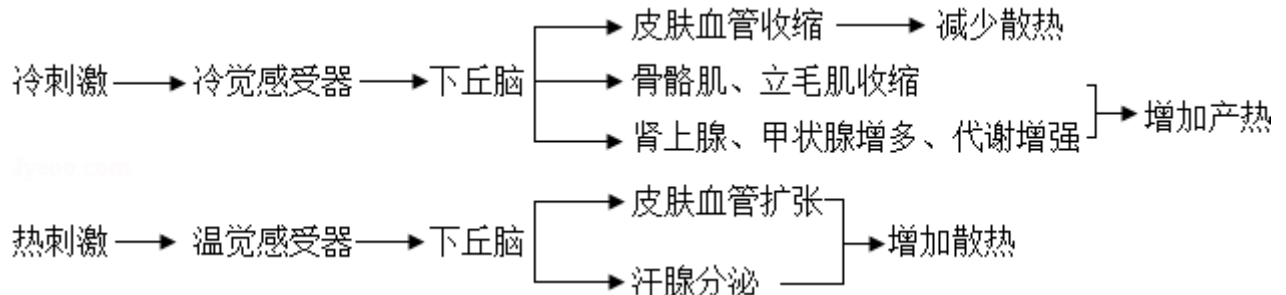 皮肤血管收缩 减少散热
冷刺激 冷觉感受器 下丘脑 骨骼肌、立毛肌收缩
增加产热
肾上腺、甲状腺增多、代谢增强
Jyeoo.com
皮肤血管扩张
热刺激 温觉感受器 下丘脑 增加散热
汗腺分泌